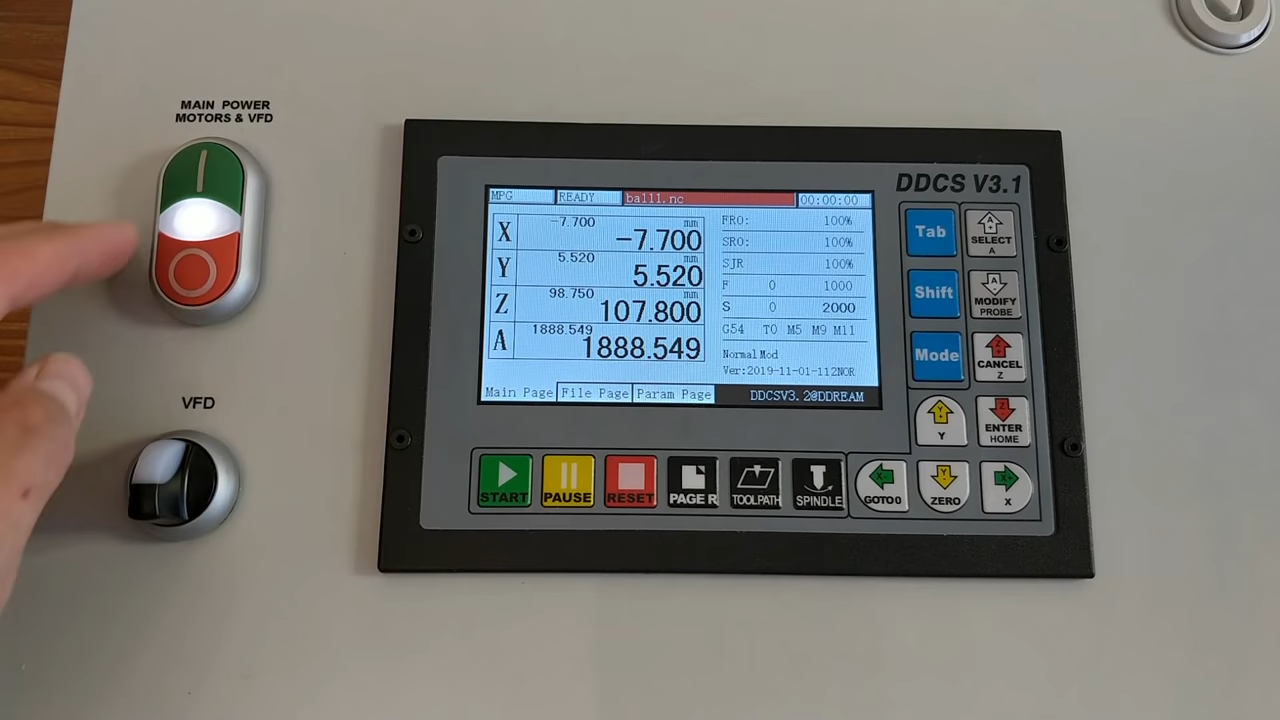 MAIN POWER
MOTORS & VFD
VFD
DDCS V3.1
MPG READY ball1.nc 00:00:00
X -7.700 mm -7.700
Y 5.520 mm 5.520
Z 98.750 mm 107.800
A 1888.549 1888.549
FRO: 100%
SRO: 100%
SJR 100%
F 0 1000
S 0 2000
G54 T0 M5 M9 M11
Normal Mod
Ver:2019-11-01-112NOR
Main Page File Page Param Page DDCSV3.2@DDREAM
Tab
A
SELECT
A
Shift
A
MODIFY
PROBE
Mode
Z
CANCEL
Z
Y
Y
Z
ENTER
HOME
START
PAUSE
RESET
PAGE R
TOOLPATH
SPINDLE
X
GOTO 0
Y
ZERO
X
X